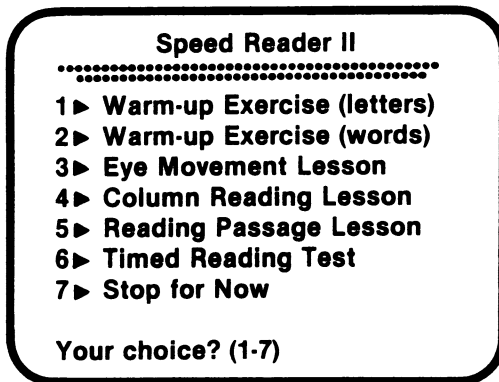 Speed Reader II
1▶ Warm-up Exercise (letters)
2▶ Warm-up Exercise (words)
3▶ Eye Movement Lesson
4▶ Column Reading Lesson
5▶ Reading Passage Lesson
6▶ Timed Reading Test
7▶ Stop for Now
Your choice? (1-7)